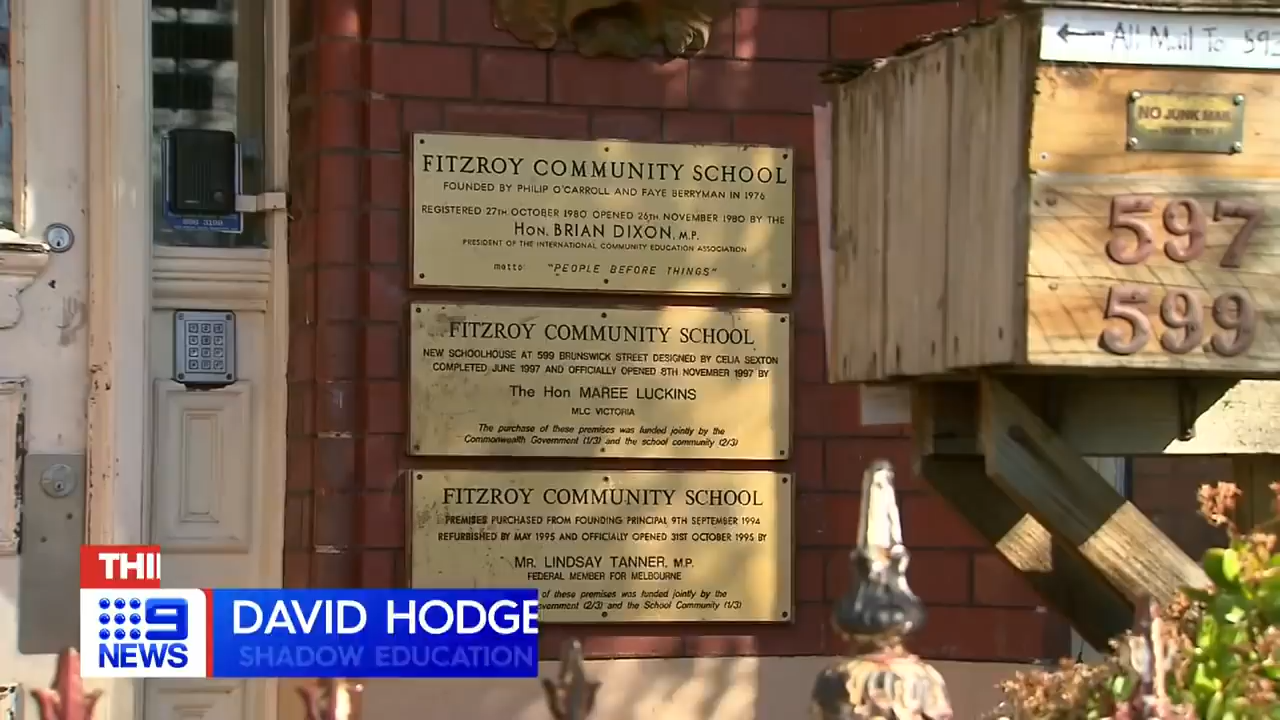 ← All Mail To 59
NO JUNK MAIL
597
599
FITZROY COMMUNITY SCHOOL
FOUNDED BY PHILIP O'CARROLL AND FAYE BERRYMAN IN 1976
REGISTERED 27TH OCTOBER 1980 OPENED 26TH NOVEMBER 1980 BY THE
HON. BRIAN DIXON, M.P.
PRESIDENT OF THE INTERNATIONAL COMMUNITY EDUCATION ASSOCIATION
motto: "PEOPLE BEFORE THINGS"
FITZROY COMMUNITY SCHOOL
NEW SCHOOLHOUSE AT 599 BRUNSWICK STREET DESIGNED BY CELIA SEXTON
COMPLETED JUNE 1997 AND OFFICIALLY OPENED 8TH NOVEMBER 1997 BY
The Hon MAREE LUCKINS
MLC VICTORIA
The purchase of these premises was funded jointly by the
Commonwealth Government (1/3) and the school community (2/3)
FITZROY COMMUNITY SCHOOL
PREMISES PURCHASED FROM FOUNDING PRINCIPAL 9TH SEPTEMBER 1994
REFURBISHED BY MAY 1995 AND OFFICIALLY OPENED 31ST OCTOBER 1995 BY
MR. LINDSAY TANNER, M.P.
FEDERAL MEMBER FOR MELBOURNE
of these premises was funded jointly by the
vernment (2/3) and the School Community (1/3)
THI
9 NEWS
DAVID HODGE
SHADOW EDUCATION